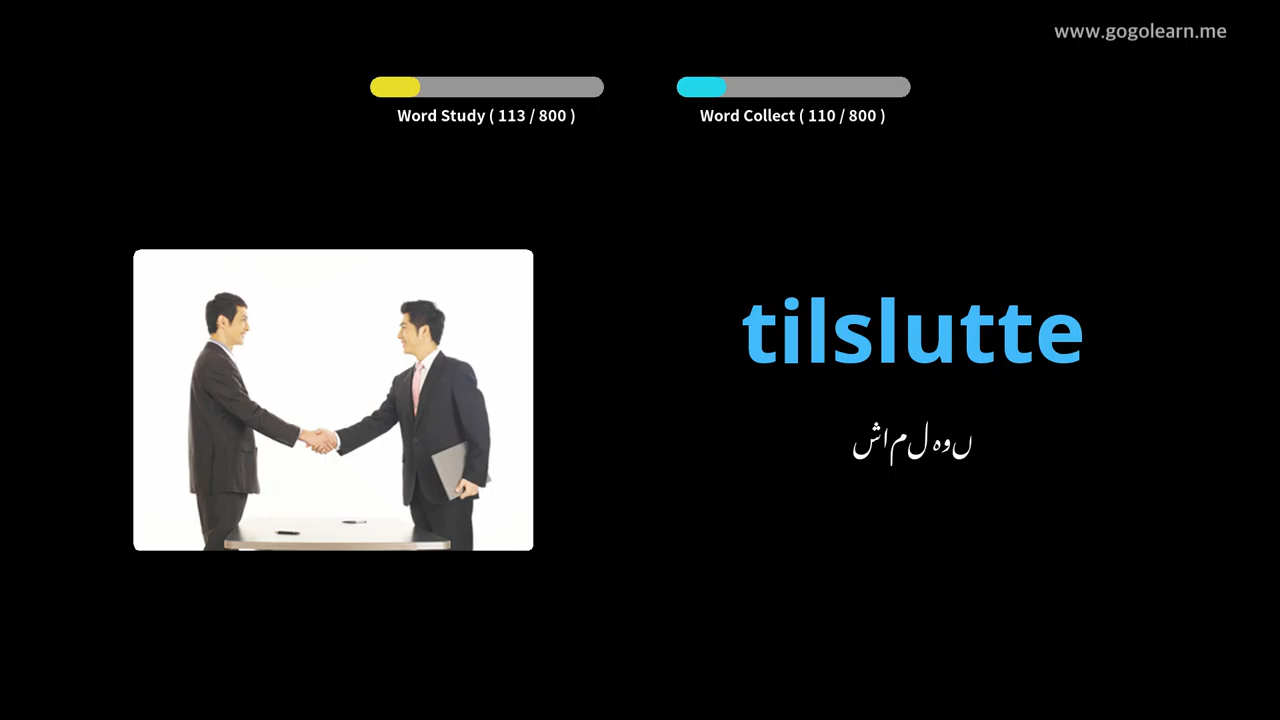 www.gogolearn.me
Word Study ( 113 / 800 )
Word Collect ( 110 / 800 )
tilslutte
شامل ہوں